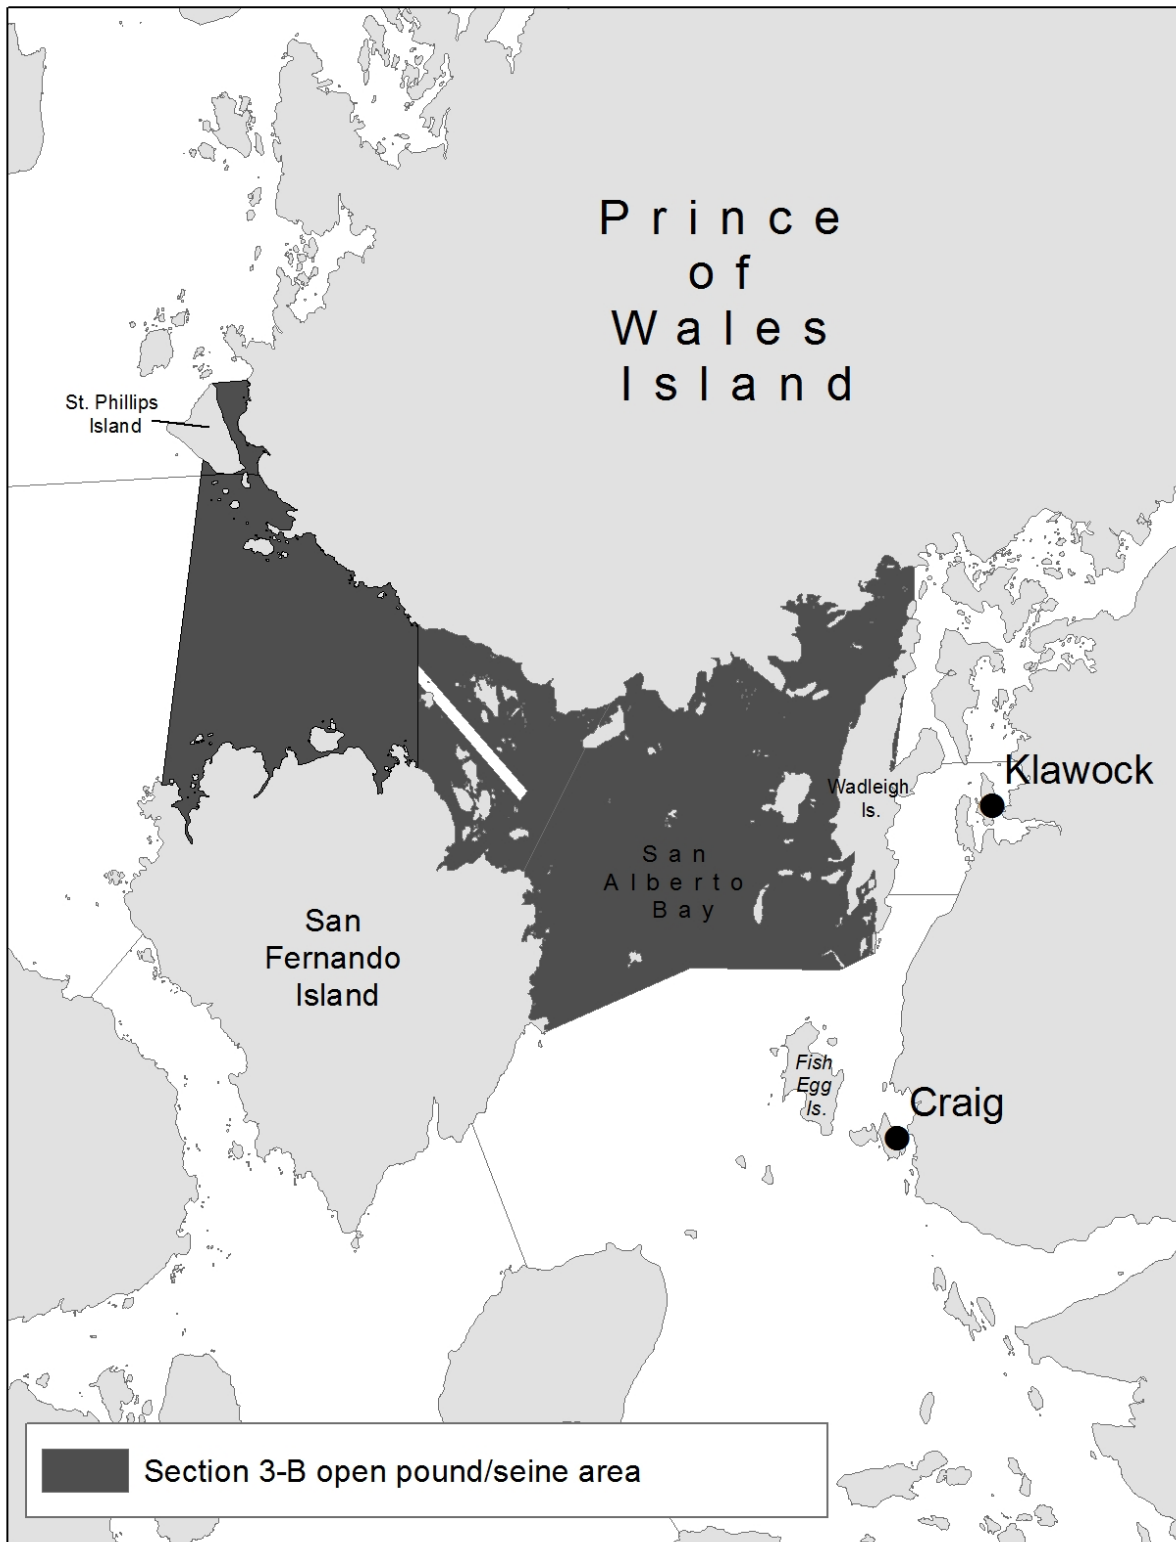 Prince
of
Wales
Island
St. Phillips
Island
Klawock
Wadleigh
Is.
San
Alberto
Bay
San
Fernando
Island
Fish
Egg
Is.
Craig
Section 3-B open pound/seine area